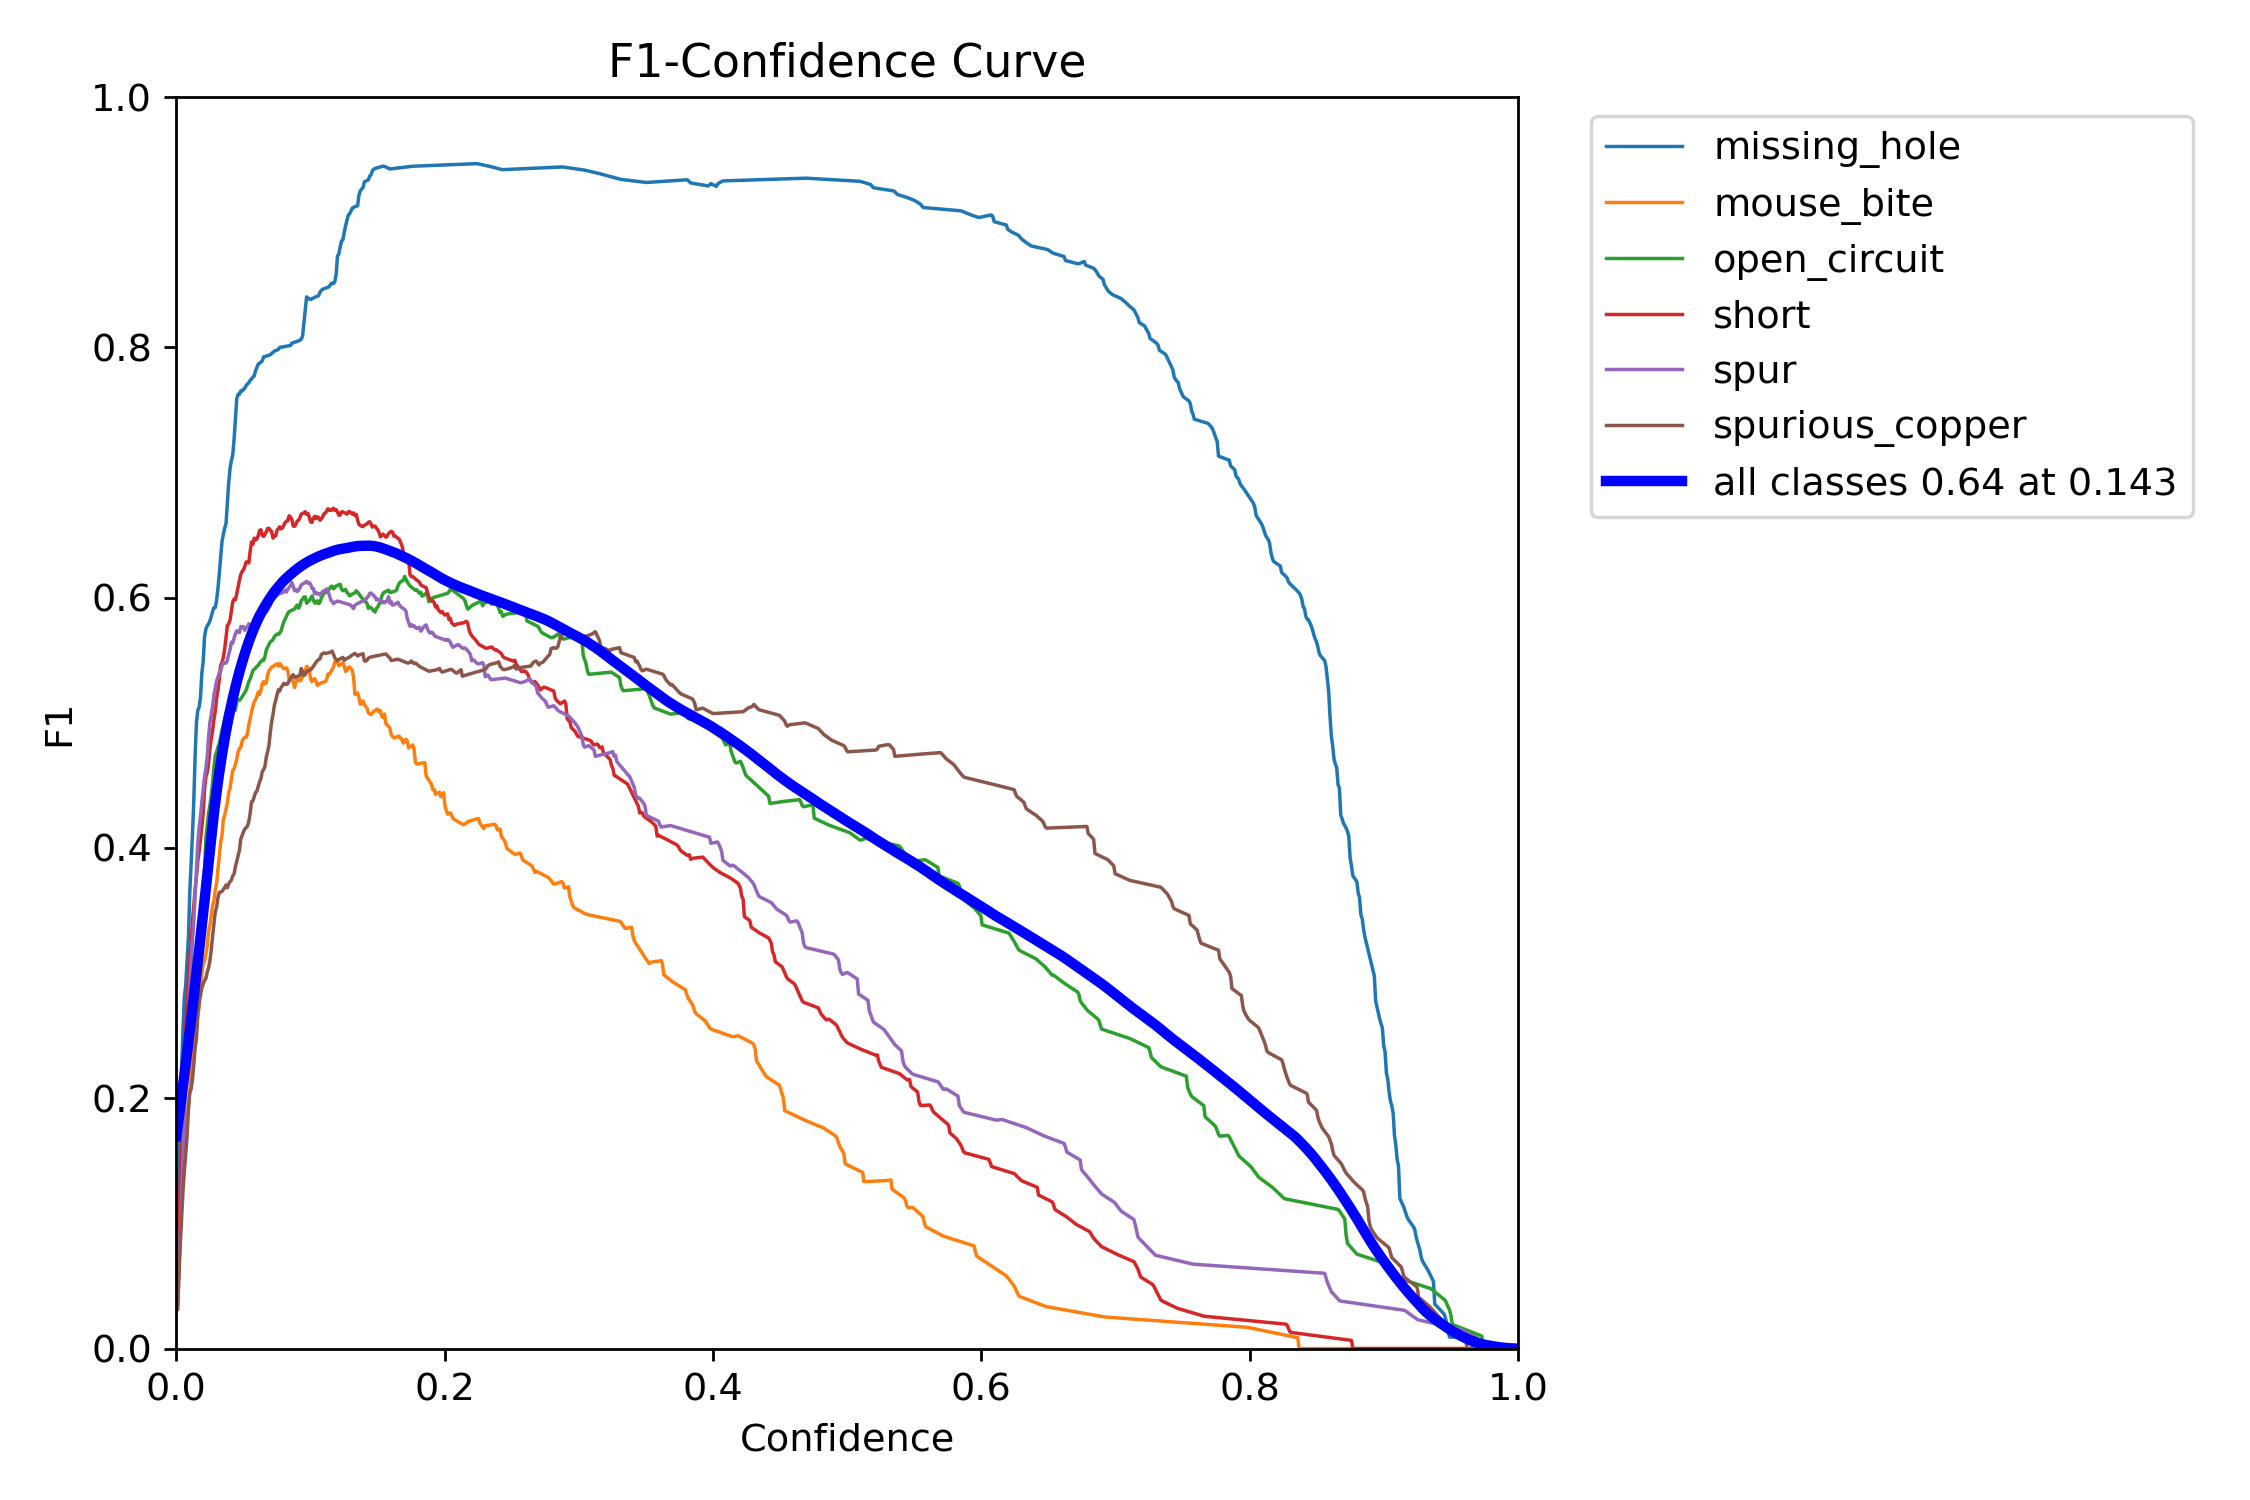 F1-Confidence Curve
1.0
0.8
0.6
0.4
0.2
0.0
F1
0.0 0.2 0.4 0.6 0.8 1.0
Confidence
missing_hole
mouse_bite
open_circuit
short
spur
spurious_copper
all classes 0.64 at 0.143